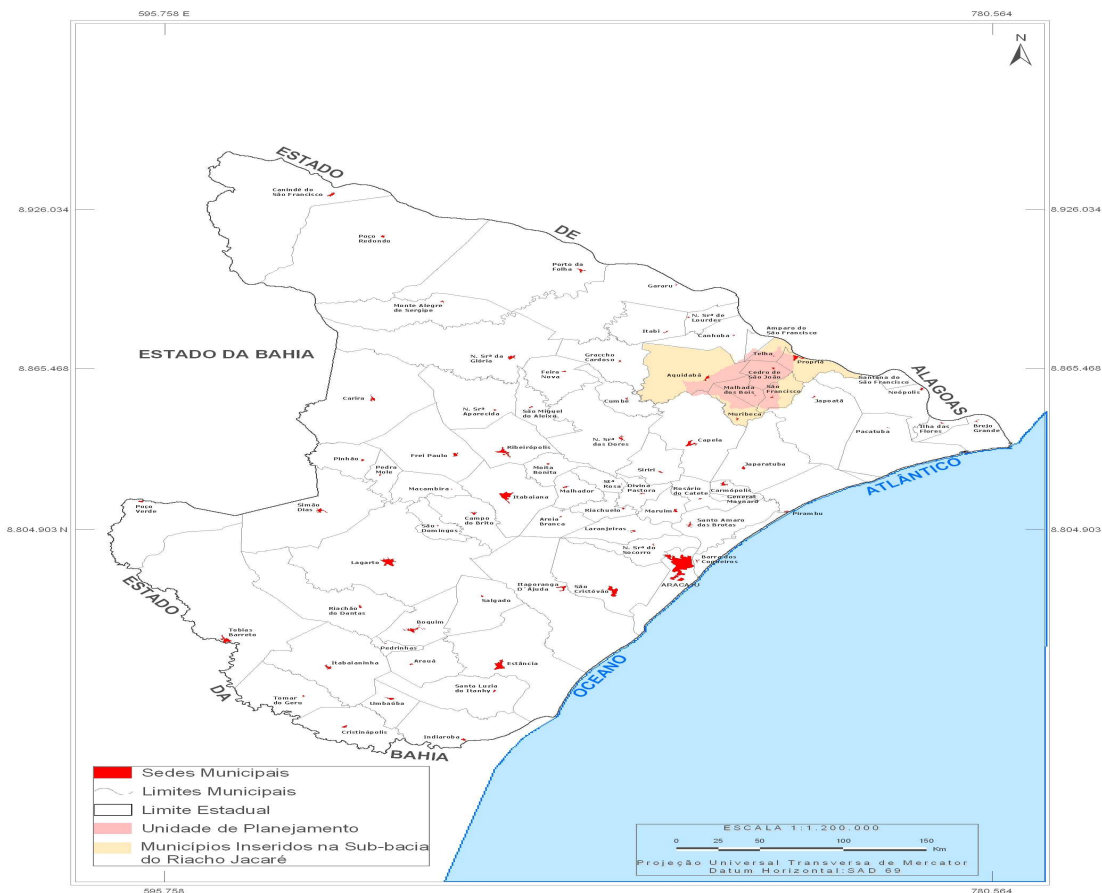 595.758 E
780.564
N
ESTADO
Canindé do
São Francisco
8.926.034
8.926.034
DE
Poço
Redondo
Porto da
Folha
Gararu
Monte Alegre
de Sergipe
N. Srª de
Lourdes
Itabi
Canhoba
Amparo do
São Francisco
ESTADO DA BAHIA
N. Srª da
Glória
Graccho
Cardoso
Telha
Propriá
8.865.468
8.865.468
Feira
Nova
Aquidabã
Cedro de
São João
Santana do
São Francisco
ALAGOAS
Malhada
dos Bois
São
Francisco
Neópolis
Carira
Cumbe
Japoatã
N. Srª
Aparecida
São Miguel
do Aleixo
Muribeca
Pacatuba
Ilha das
Flores
Brejo
Grande
N. Srª
das Dores
Capela
Ribeirópolis
Frei Paulo
Pinhão
Pedra
Mole
Moita
Bonita
Siriri
Japaratuba
ATLÂNTICO
Macambira
Itabaiana
Malhador
Stª
Rosa
Divina
Pastora
Rosário
do Catete
Carmópolis
General
Maynard
Poço
Verde
Simão
Dias
Riachuelo
Maruim
Pirambu
Campo
do Brito
Areia
Branca
São
Domingos
Laranjeiras
Santo Amaro
das Brotas
8.804.903 N
8.804.903
N. Srª do
Socorro
Barra dos
Coqueiros
Lagarto
ARACAJU
ESTADO
Itaporanga
D'Ajuda
São
Cristóvão
Salgado
Riachão
do Dantas
Boquim
Tobias
Barreto
Pedrinhas
Itabaianinha
Arauá
Estância
OCEANO
DA
Santa Luzia
do Itanhy
Tomar
do Geru
Umbaúba
Cristinápolis
Indiaroba
BAHIA
Sedes Municipais
Limites Municipais
Limite Estadual
Unidade de Planejamento
Municípios Inseridos na Sub-bacia
do Riacho Jacaré
ESCALA 1:1.200.000
0 25 50 100 150
Km
Projeção Universal Transversa de Mercator
Datum Horizontal:SAD 69
595.758
780.564